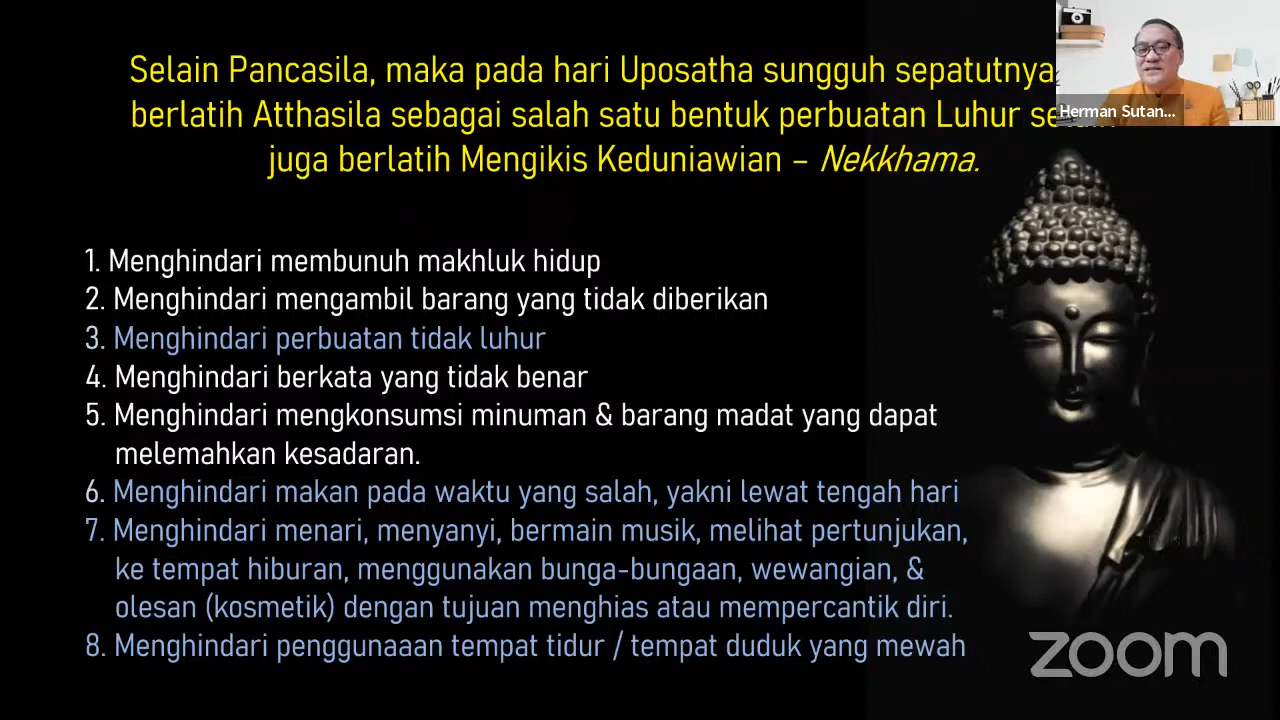 Selain Pancasila, maka pada hari Uposatha sungguh sepatutnya
berlatih Atthasila sebagai salah satu bentuk perbuatan Luhur
juga berlatih Mengikis Keduniawian – Nekkhama.
Herman Sutan...
1. Menghindari membunuh makhluk hidup
2. Menghindari mengambil barang yang tidak diberikan
3. Menghindari perbuatan tidak luhur
4. Menghindari berkata yang tidak benar
5. Menghindari mengkonsumsi minuman & barang madat yang dapat
melemahkan kesadaran.
6. Menghindari makan pada waktu yang salah, yakni lewat tengah hari
7. Menghindari menari, menyanyi, bermain musik, melihat pertunjukan,
ke tempat hiburan, menggunakan bunga-bungaan, wewangian, &
olesan (kosmetik) dengan tujuan menghias atau mempercantik diri.
8. Menghindari penggunaaan tempat tidur / tempat duduk yang mewah
zoom